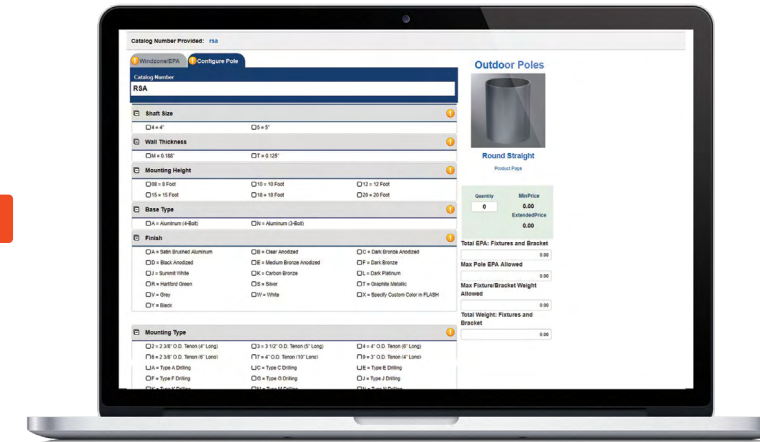 Catalog Number Provided: rsa
Windzone/EPA Configure Pole
Catalog Number
RSA
Shaft Size
4 = 4" 5 = 5"
Wall Thickness
M = 0.188" T = 0.125"
Mounting Height
10 = 10 Foot 12 = 12 Foot
15 = 15 Foot 18 = 18 Foot 20 = 20 Foot
Base Type
A = Aluminum (4-Bolt) N = Aluminum (3-Bolt)
Finish
A = Satin Brushed Aluminum B = Clear Anodized C = Dark Bronze Anodized
D = Black Anodized E = Medium Bronze Anodized F = Dark Bronze
J = Summit White K = Carbon Bronze L = Dark Platinum
R = Hartford Green S = Silver T = Graphite Metallic
V = Grey W = White X = Specify Custom Color in FLASH
Y = Black
Mounting Type
2 = 2 3/8" O.D. Tenon (5" Long) 3 = 3 1/2" O.D. Tenon (5" Long) 4 = 4" O.D. Tenon (6" Long)
6 = 2 3/8" O.D. Tenon (6" Long) 7 = 4" O.D. Tenon (10" Long) 9 = 3" O.D. Tenon (4" Long)
A = Type A Drilling C = Type C Drilling E = Type E Drilling
F = Type F Drilling G = Type G Drilling J = Type J Drilling
Outdoor Poles
Round Straight
Product Page
Quantity MinPrice
0 0.00
ExtendedPrice
0.00
Total EPA: Fixtures and Bracket
0.00
Max Pole EPA Allowed
0.00
Max Fixture/Bracket Weight
Allowed
0.00
Total Weight: Fixtures and
Bracket
0.00